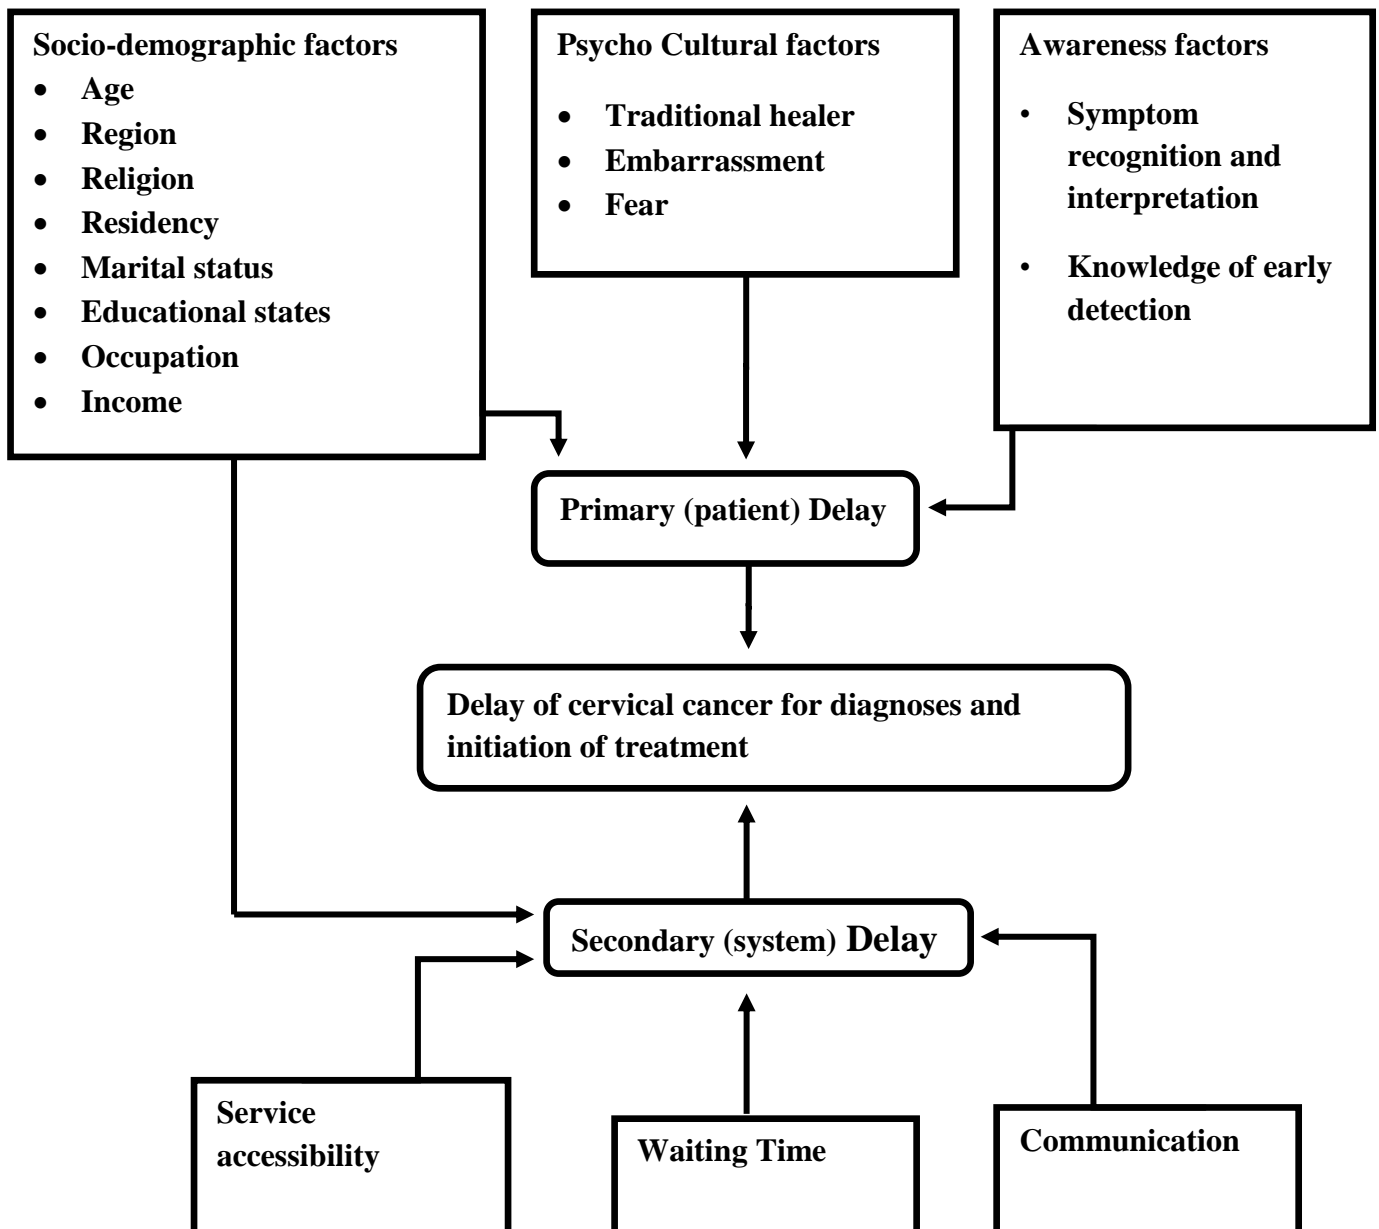 Socio-demographic factors
• Age
• Region
• Religion
• Residency
• Marital status
• Educational states
• Occupation
• Income
Psycho Cultural factors
• Traditional healer
• Embarrassment
• Fear
Awareness factors
• Symptom
recognition and
interpretation
• Knowledge of early
detection
Primary (patient) Delay
Delay of cervical cancer for diagnoses and
initiation of treatment
Secondary (system) Delay
Service
accessibility
Waiting Time
Communication